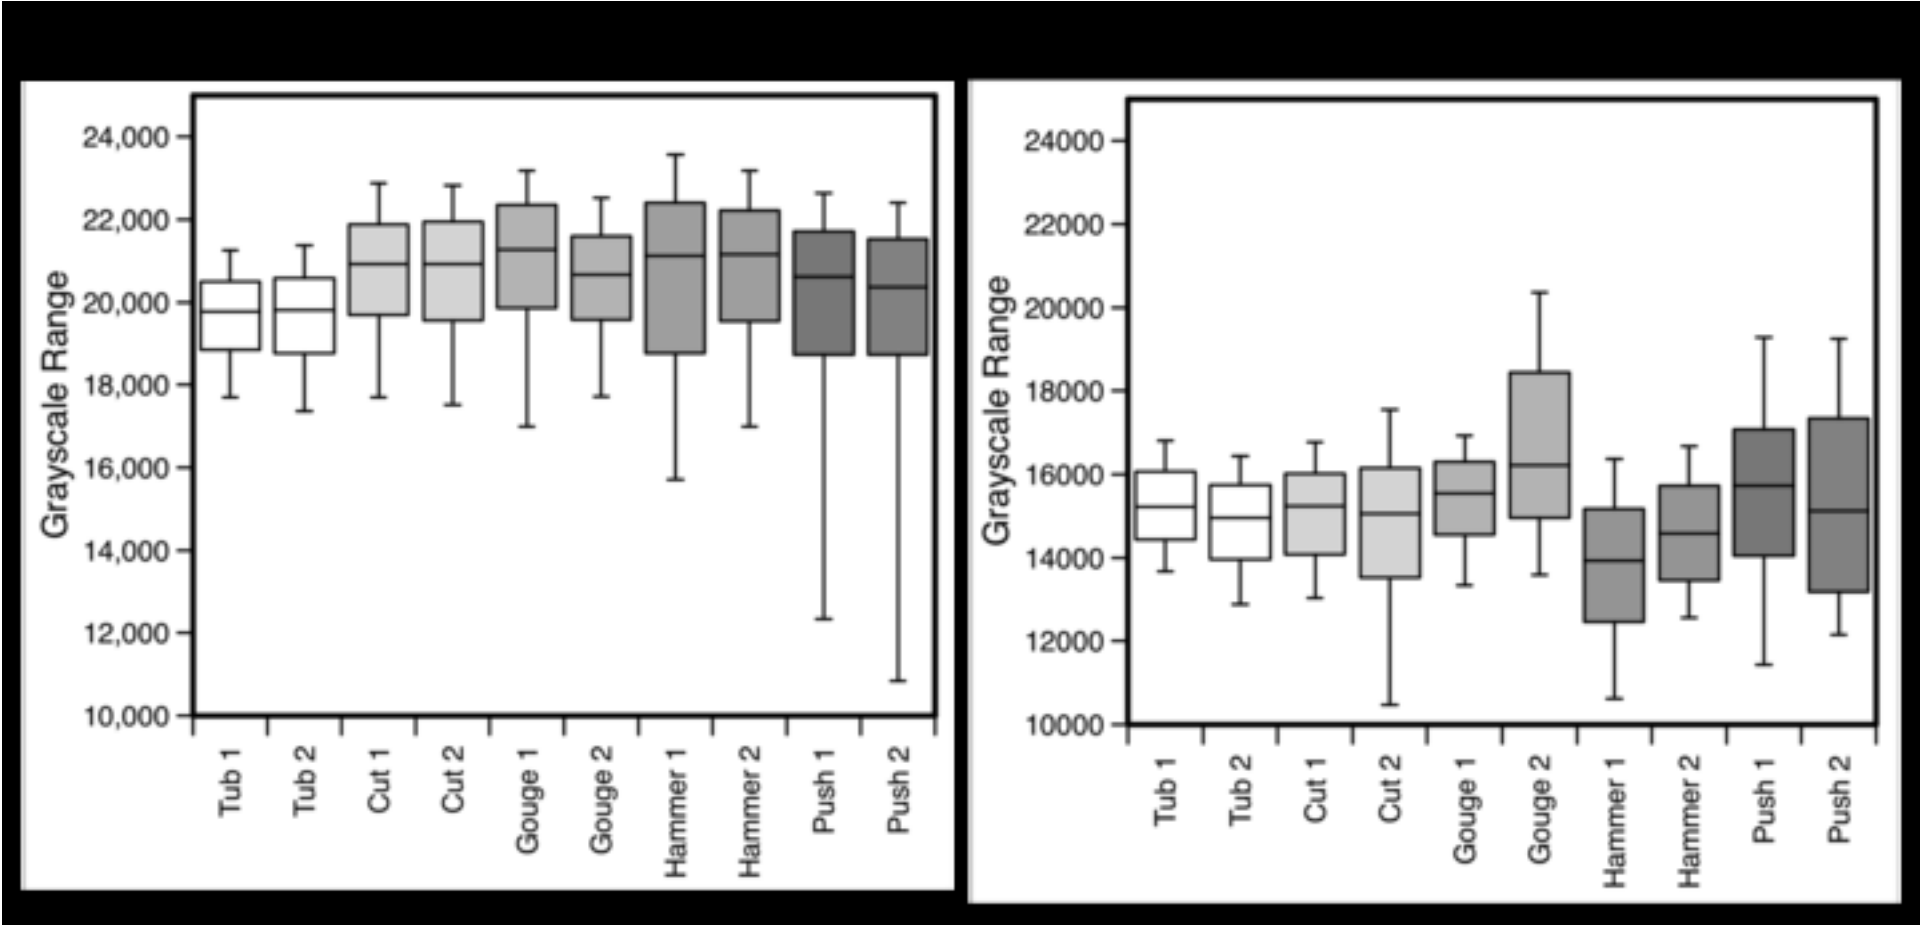 Grayscale Range
24,000
22,000
20,000
18,000
16,000
14,000
12,000
10,000
Tub 1
Tub 2
Cut 1
Cut 2
Gouge 1
Gouge 2
Hammer 1
Hammer 2
Push 1
Push 2
Grayscale Range
24000
22000
20000
18000
16000
14000
12000
10000
Tub 1
Tub 2
Cut 1
Cut 2
Gouge 1
Gouge 2
Hammer 1
Hammer 2
Push 1
Push 2